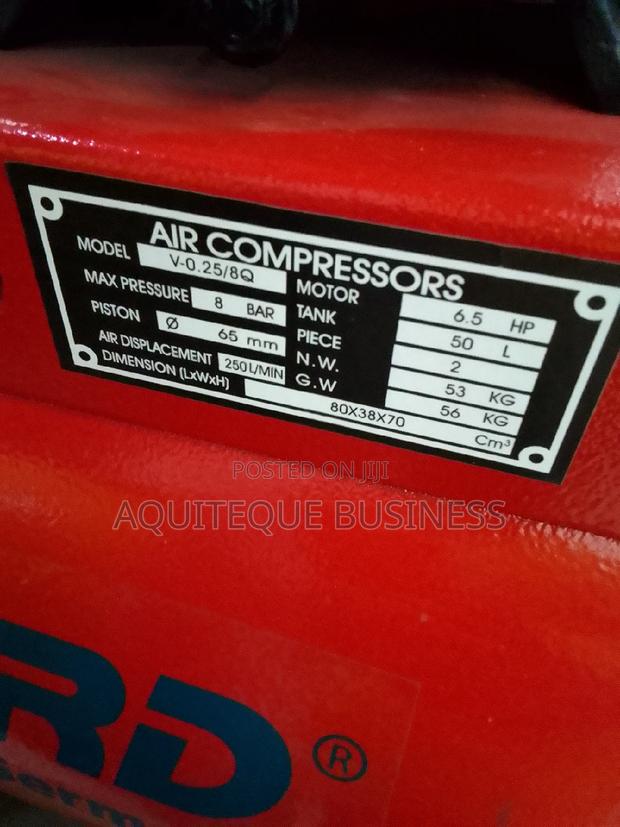 AIR COMPRESSORS
MODEL V-0.25/8Q
MAX PRESSURE 8 BAR
PISTON Ø 65 mm
AIR DISPLACEMENT 250L/MIN
DIMENSION (LxWxH) 80X38X70 Cm³
MOTOR 6.5 HP
TANK 50 L
PIECE 2
N.W. 53 KG
G.W 56 KG
POSTED ON JIJI
AQUITEQUE BUSINESS
RD ®